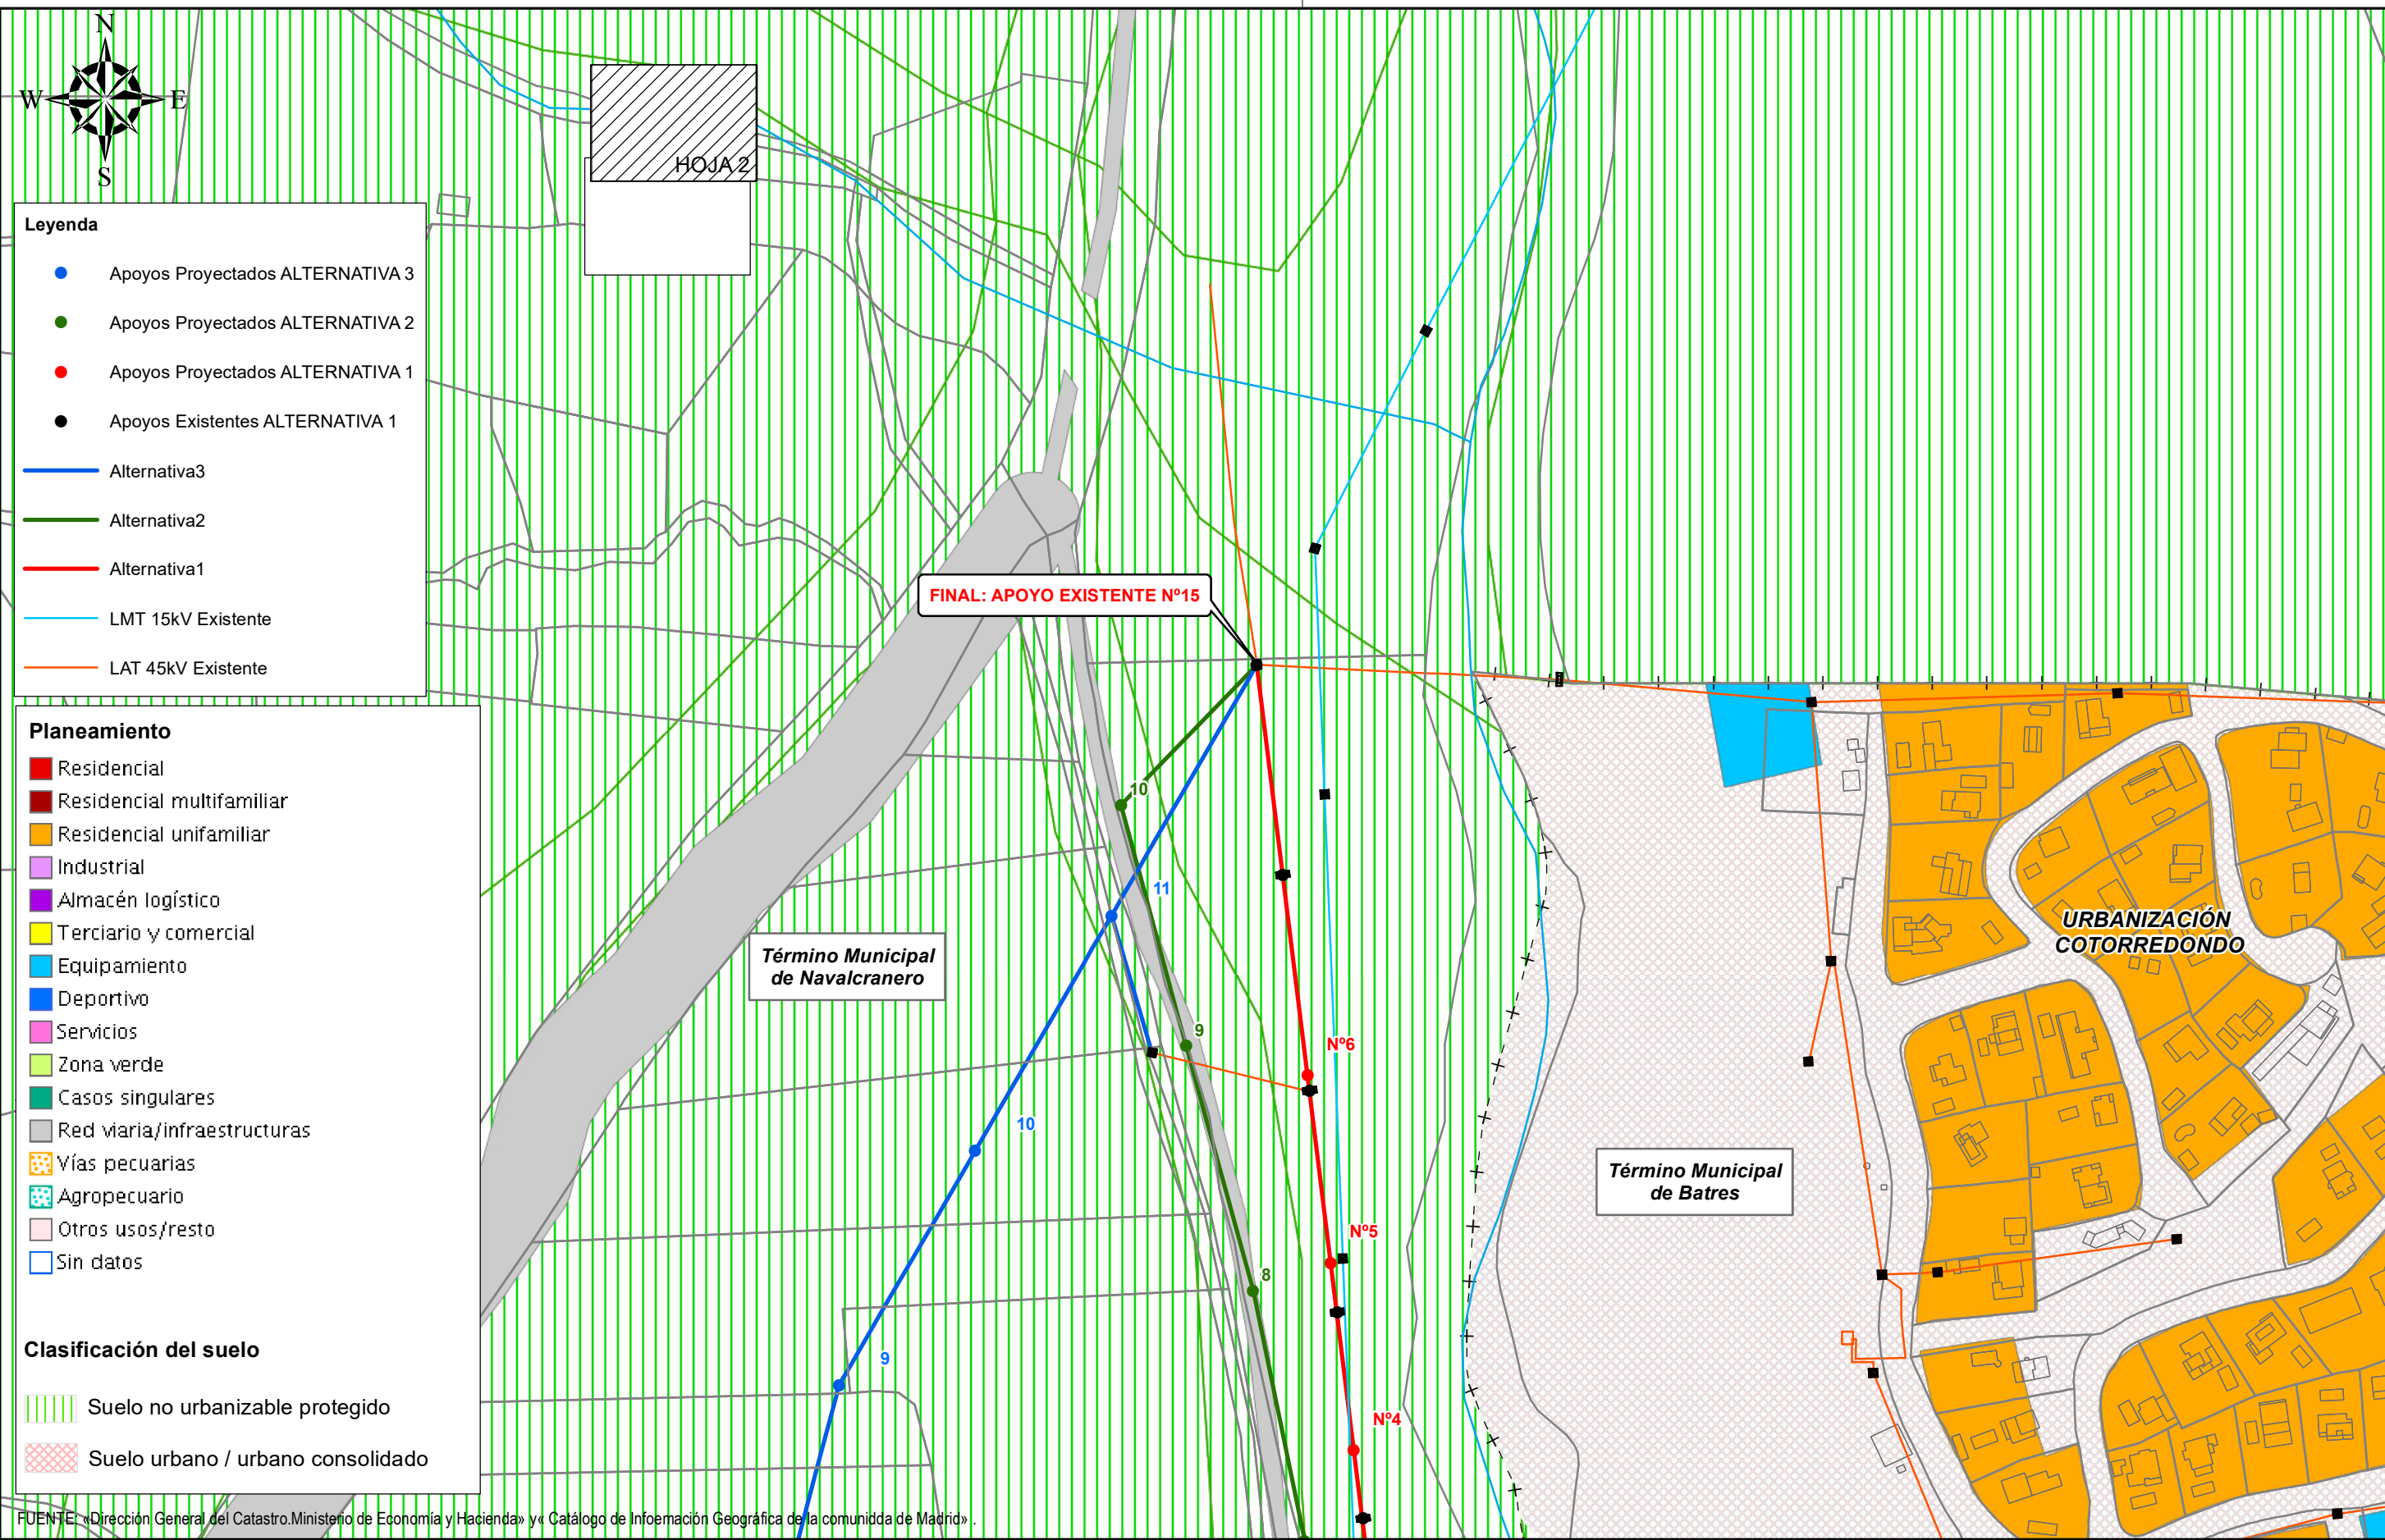 N
W
E
S
HOJA 2
Leyenda
Apoyos Proyectados ALTERNATIVA 3
Apoyos Proyectados ALTERNATIVA 2
Apoyos Proyectados ALTERNATIVA 1
Apoyos Existentes ALTERNATIVA 1
Alternativa3
Alternativa2
Alternativa1
LMT 15kV Existente
LAT 45kV Existente
FINAL: APOYO EXISTENTE Nº15
Planeamiento
Residencial
Residencial multifamiliar
Residencial unifamiliar
Industrial
Almacén logístico
Terciario y comercial
Equipamiento
Deportivo
Servicios
Zona verde
Casos singulares
Red viaria/infraestructuras
Vías pecuarias
Agropecuario
Otros usos/resto
Sin datos
Clasificación del suelo
Suelo no urbanizable protegido
Suelo urbano / urbano consolidado
10
11
Término Municipal
de Navalcranero
URBANIZACIÓN
COTORREDONDO
9
Nº6
10
Término Municipal
de Batres
Nº5
8
9
Nº4
FUENTE: «Dirección General del Catastro.Ministerio de Economía y Hacienda» y« Catálogo de Infoemación Geográfica de la comunidda de Madrid» .